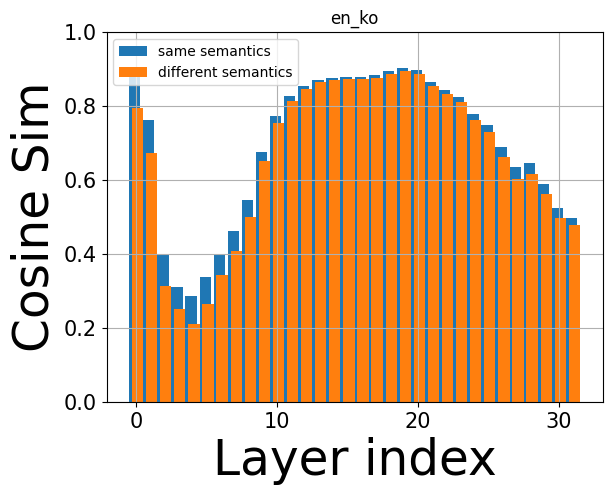 en_ko
same semantics
different semantics
Cosine Sim
1.0
0.8
0.6
0.4
0.2
0.0
0 10 20 30
Layer index